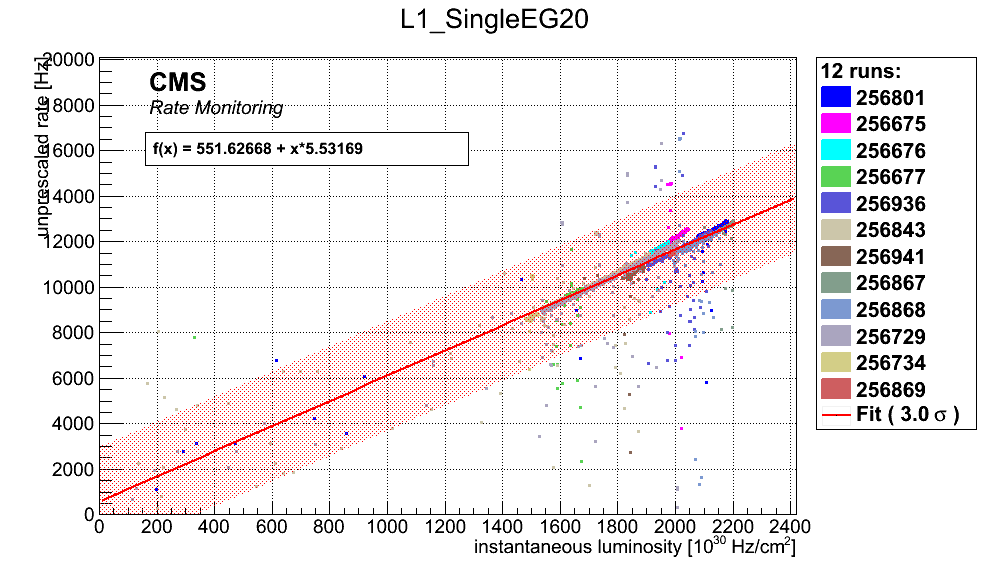 L1_SingleEG20
unprescaled rate [Hz]
20000
18000
16000
14000
12000
10000
8000
6000
4000
2000
0
CMS
Rate Monitoring
f(x) = 551.62668 + x*5.53169
0 200 400 600 800 1000 1200 1400 1600 1800 2000 2200 2400
instantaneous luminosity [10³⁰ Hz/cm²]
12 runs:
256801
256675
256676
256677
256936
256843
256941
256867
256868
256729
256734
256869
Fit ( 3.0 σ )